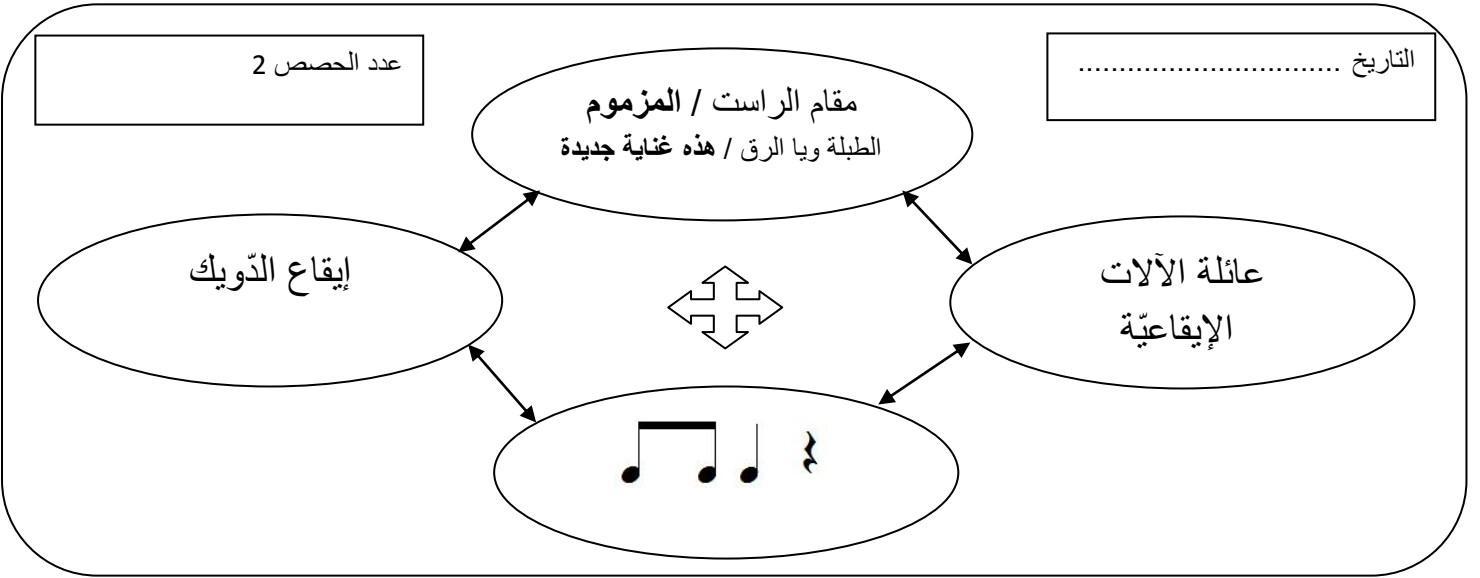 التاريخ ..............................
عدد الحصص 2
مقام الراست / المزموم
الطبلة ويا الرق / هذه غناية جديدة
عائلة الآلات
الإيقاعيّة
إيقاع الدّويك